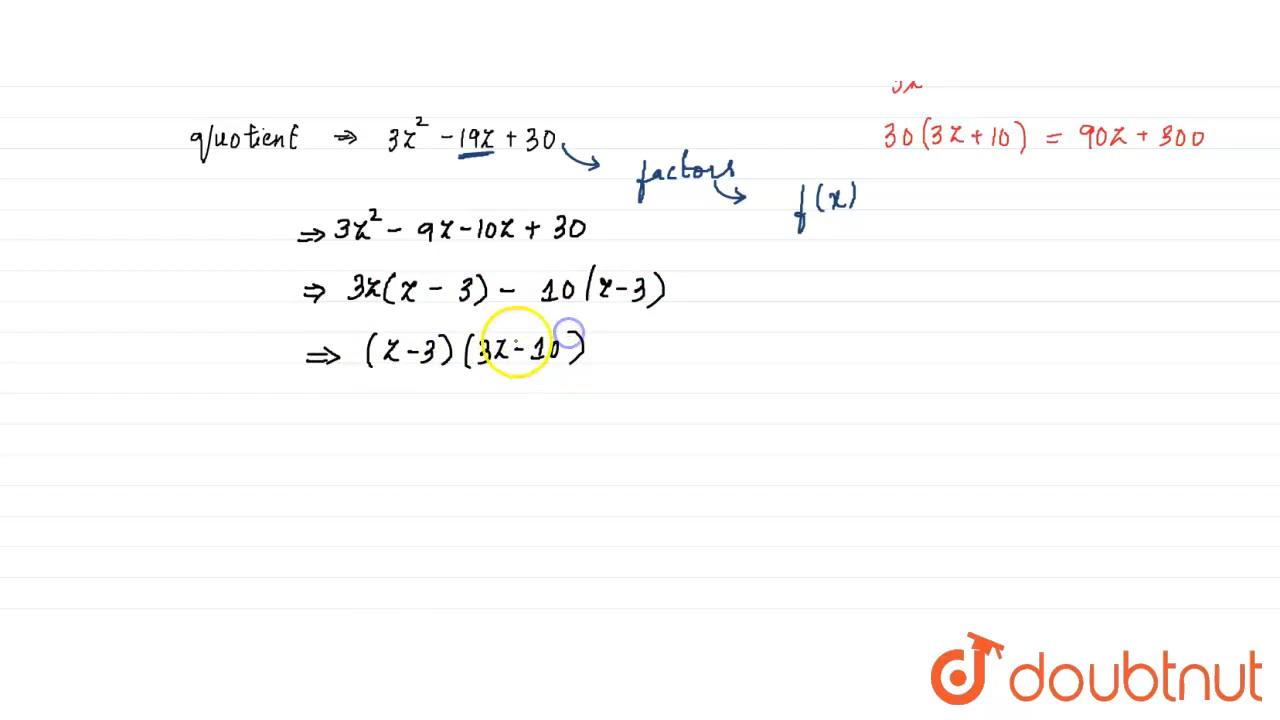 quotient ⇒ 3x² - 19x + 30
factors
f(x)
30(3x+10) = 90x + 300
⇒ 3x² - 9x - 10x + 30
⇒ 3x(x - 3) - 10(x-3)
⇒ (x-3)(3x-10)
doubtnut